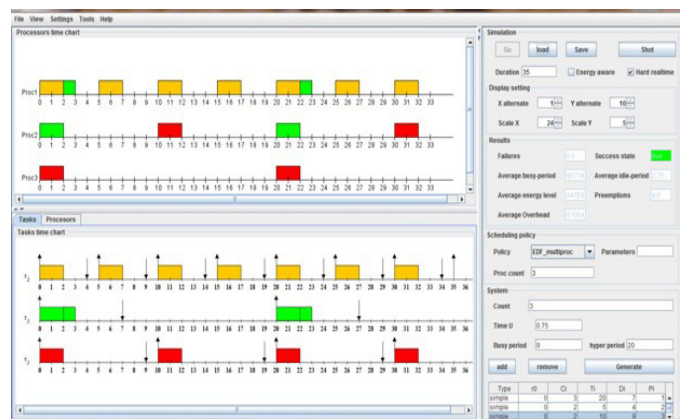 File View Settings Tools Help
Processors time chart
Proc1
0 1 2 3 4 5 6 7 8 9 10 11 12 13 14 15 16 17 18 19 20 21 22 23 24 25 26 27 28 29 30 31 32 33
Proc2
0 1 2 3 4 5 6 7 8 9 10 11 12 13 14 15 16 17 18 19 20 21 22 23 24 25 26 27 28 29 30 31 32 33
Proc3
0 1 2 3 4 5 6 7 8 9 10 11 12 13 14 15 16 17 18 19 20 21 22 23 24 25 26 27 28 29 30 31 32 33
Tasks Procesors
Tasks time chart
0 1 2 3 4 5 6 7 8 9 10 11 12 13 14 15 16 17 18 19 20 21 22 23 24 25 26 27 28 29 30 31 32 33 34 35 36
0 1 2 3 4 5 6 7 8 9 10 11 12 13 14 15 16 17 18 19 20 21 22 23 24 25 26 27 28 29 30 31 32 33 34 35 36
0 1 2 3 4 5 6 7 8 9 10 11 12 13 14 15 16 17 18 19 20 21 22 23 24 25 26 27 28 29 30 31 32 33 34 35 36
Simulation
Go load Save Shot
Duration 35 Energy aware Hard realtime
Display setting
X alternate 1 Y alternate 10
Scale X 24 Scale Y 5
Results
Failures Success state
Average busy-period Average idle-period
Average energy level Preemptions
Average Overhead
Scheduling policy
Policy EDF_multiproc Parameters
Proc count 3
System
Count 3
Time U 0.75
Busy period 9 hyper period 20
add remove Generate
Type r0 Ci Ti Di Pi
simple 0 3 20 7 1
simple 0 2 5 4 2
simple 0 2 10 9 3